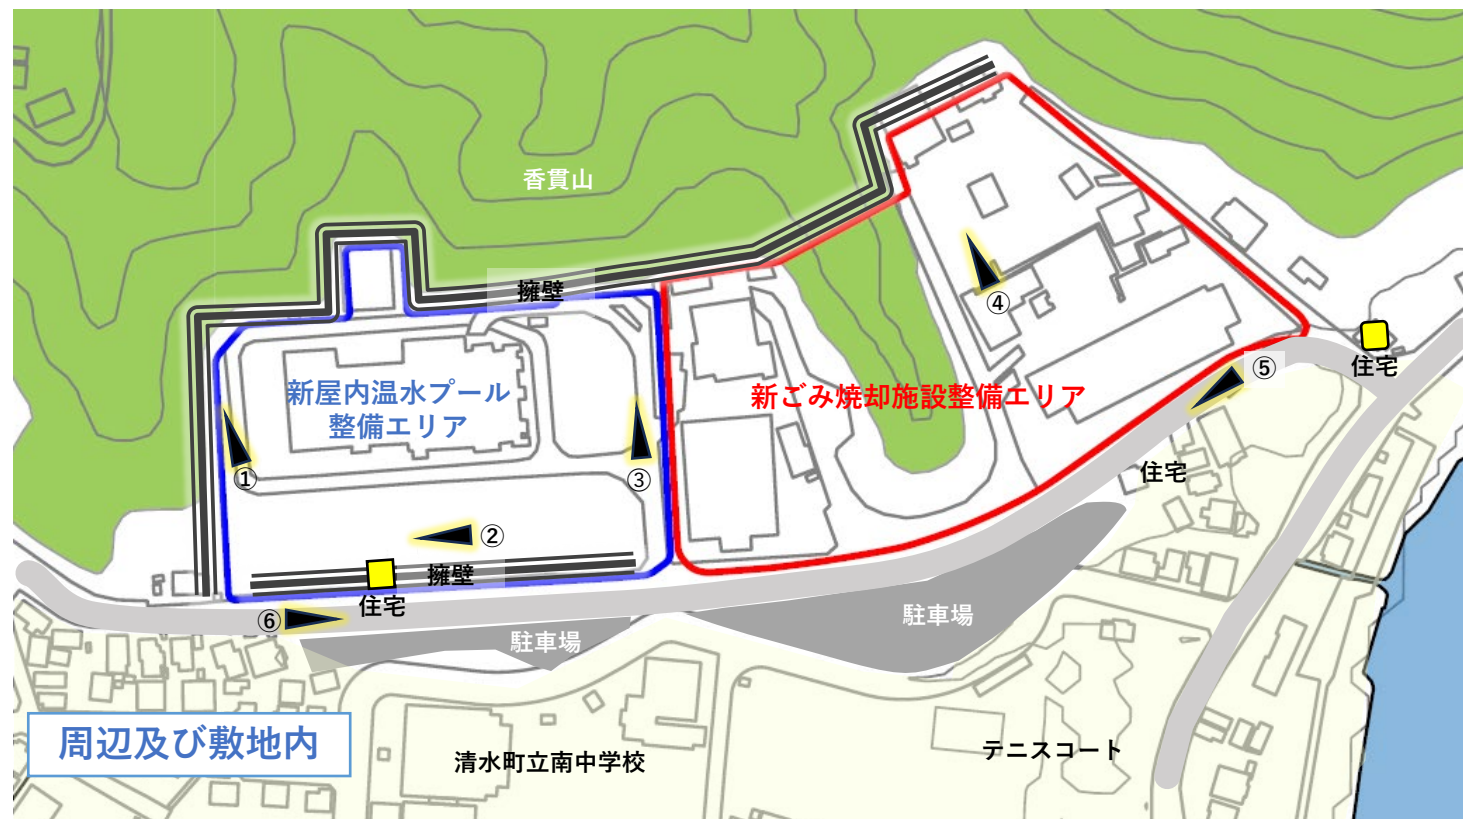 香貫山
擁壁
④
新屋内温水プール
整備エリア
新ごみ焼却施設整備エリア
⑤
住宅
①
③
住宅
②
擁壁
住宅
⑥
駐車場
駐車場
周辺及び敷地内
清水町立南中学校
テニスコート